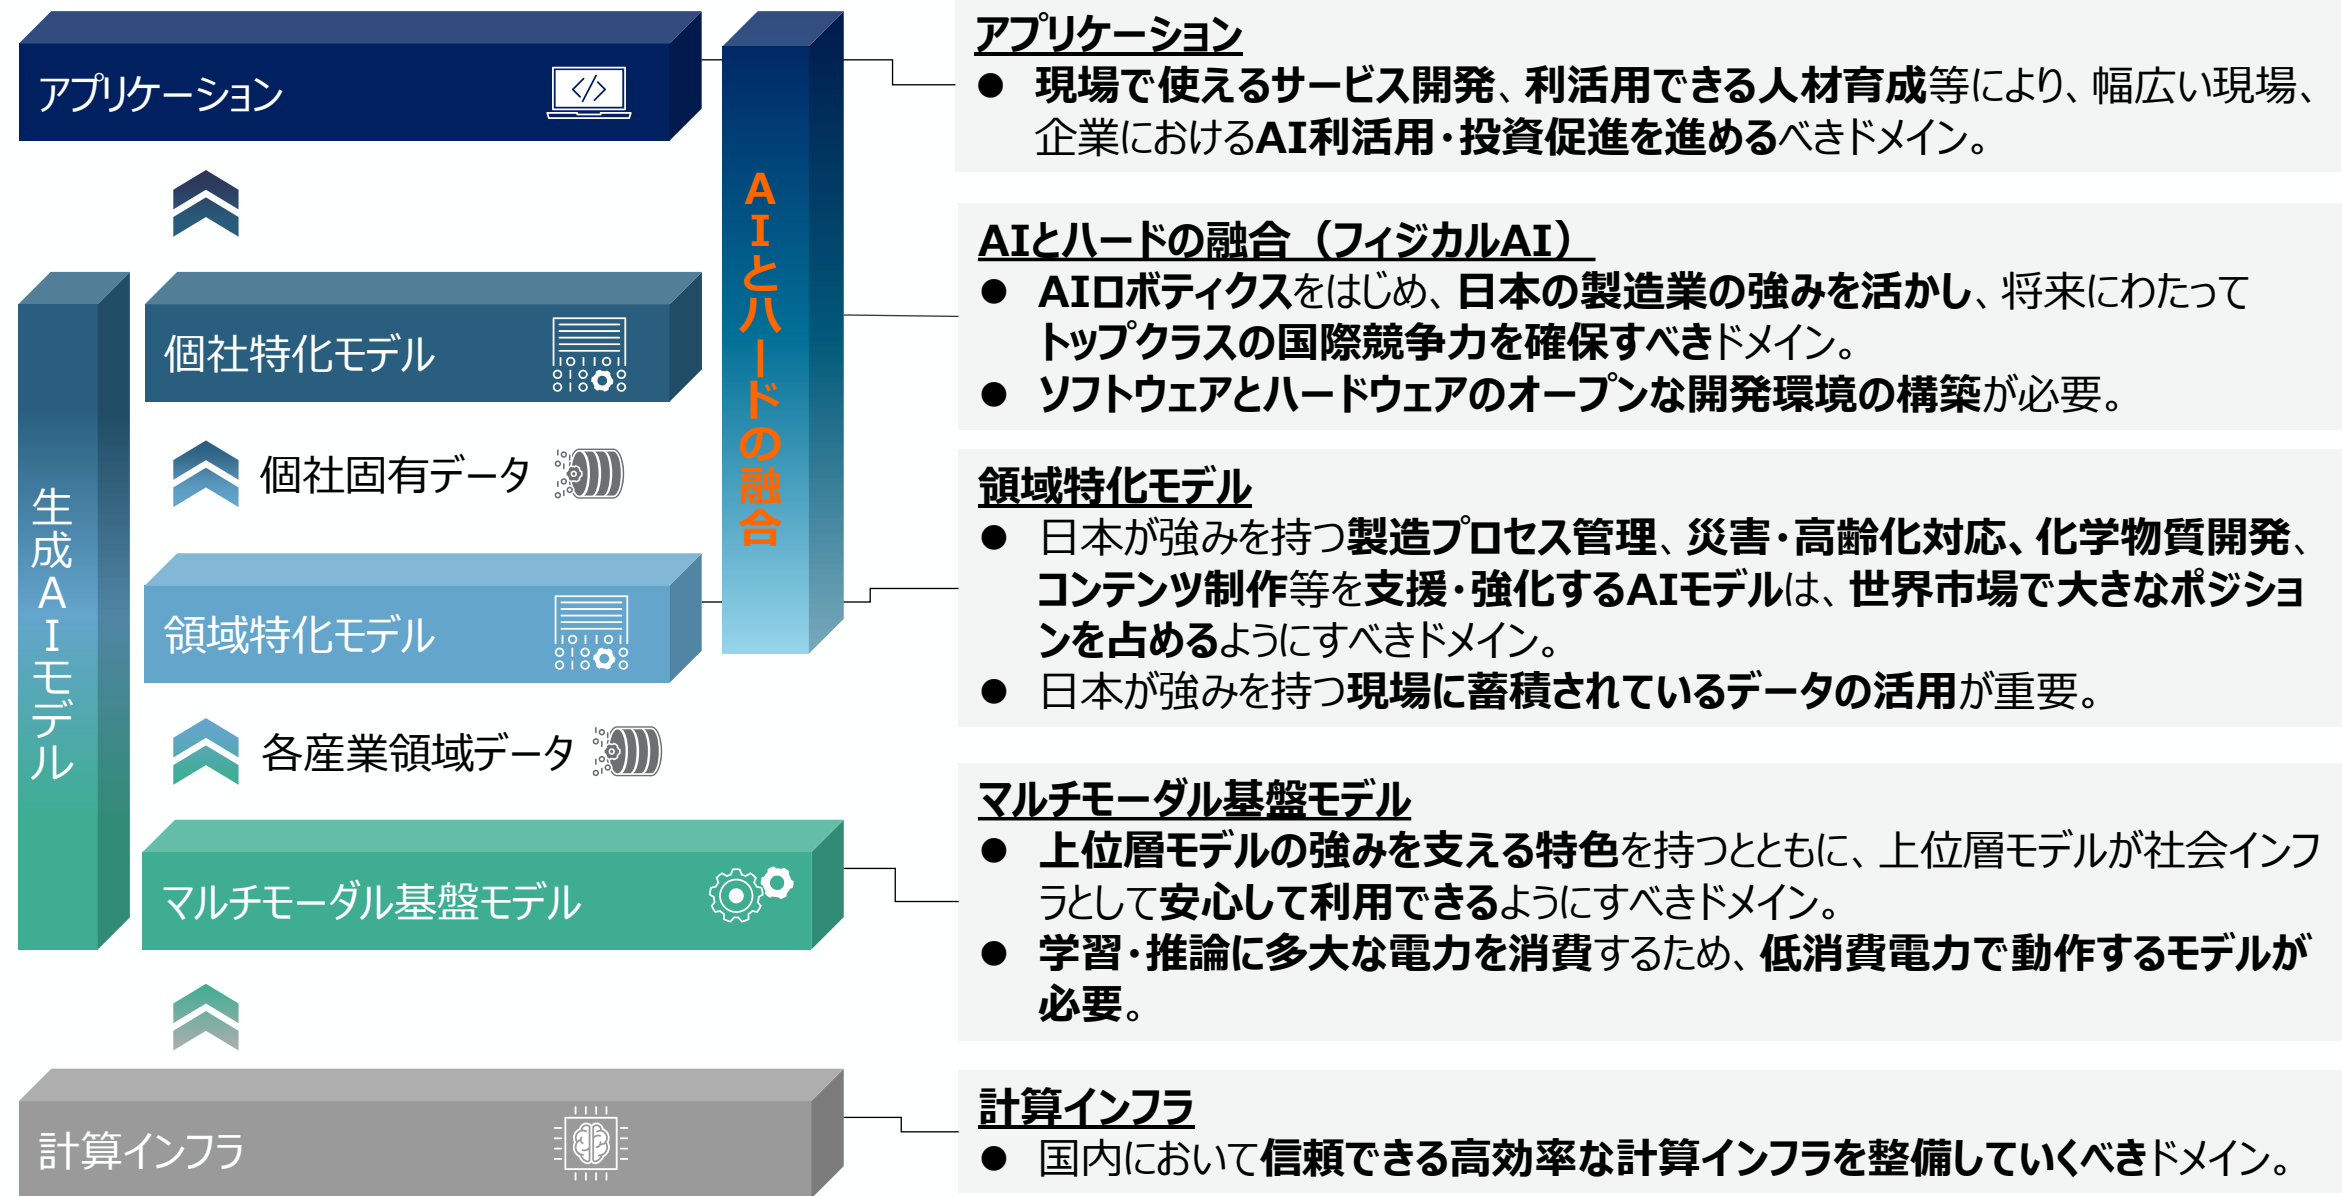 アプリケーション
AIとハードの融合
個社特化モデル
個社固有データ
生成AIモデル
領域特化モデル
各産業領域データ
マルチモーダル基盤モデル
計算インフラ
アプリケーション
● 現場で使えるサービス開発、利活用できる人材育成等により、幅広い現場、
企業におけるAI利活用・投資促進を進めるべきドメイン。
AIとハードの融合（フィジカルAI）
● AIロボティクスをはじめ、日本の製造業の強みを活かし、将来にわたって
トップクラスの国際競争力を確保すべきドメイン。
● ソフトウェアとハードウェアのオープンな開発環境の構築が必要。
領域特化モデル
● 日本が強みを持つ製造プロセス管理、災害・高齢化対応、化学物質開発、
コンテンツ制作等を支援・強化するAIモデルは、世界市場で大きなポジショ
ンを占めるようにすべきドメイン。
● 日本が強みを持つ現場に蓄積されているデータの活用が重要。
マルチモーダル基盤モデル
● 上位層モデルの強みを支える特色を持つとともに、上位層モデルが社会インフ
ラとして安心して利用できるようにすべきドメイン。
● 学習・推論に多大な電力を消費するため、低消費電力で動作するモデルが
必要。
計算インフラ
● 国内において信頼できる高効率な計算インフラを整備していくべきドメイン。